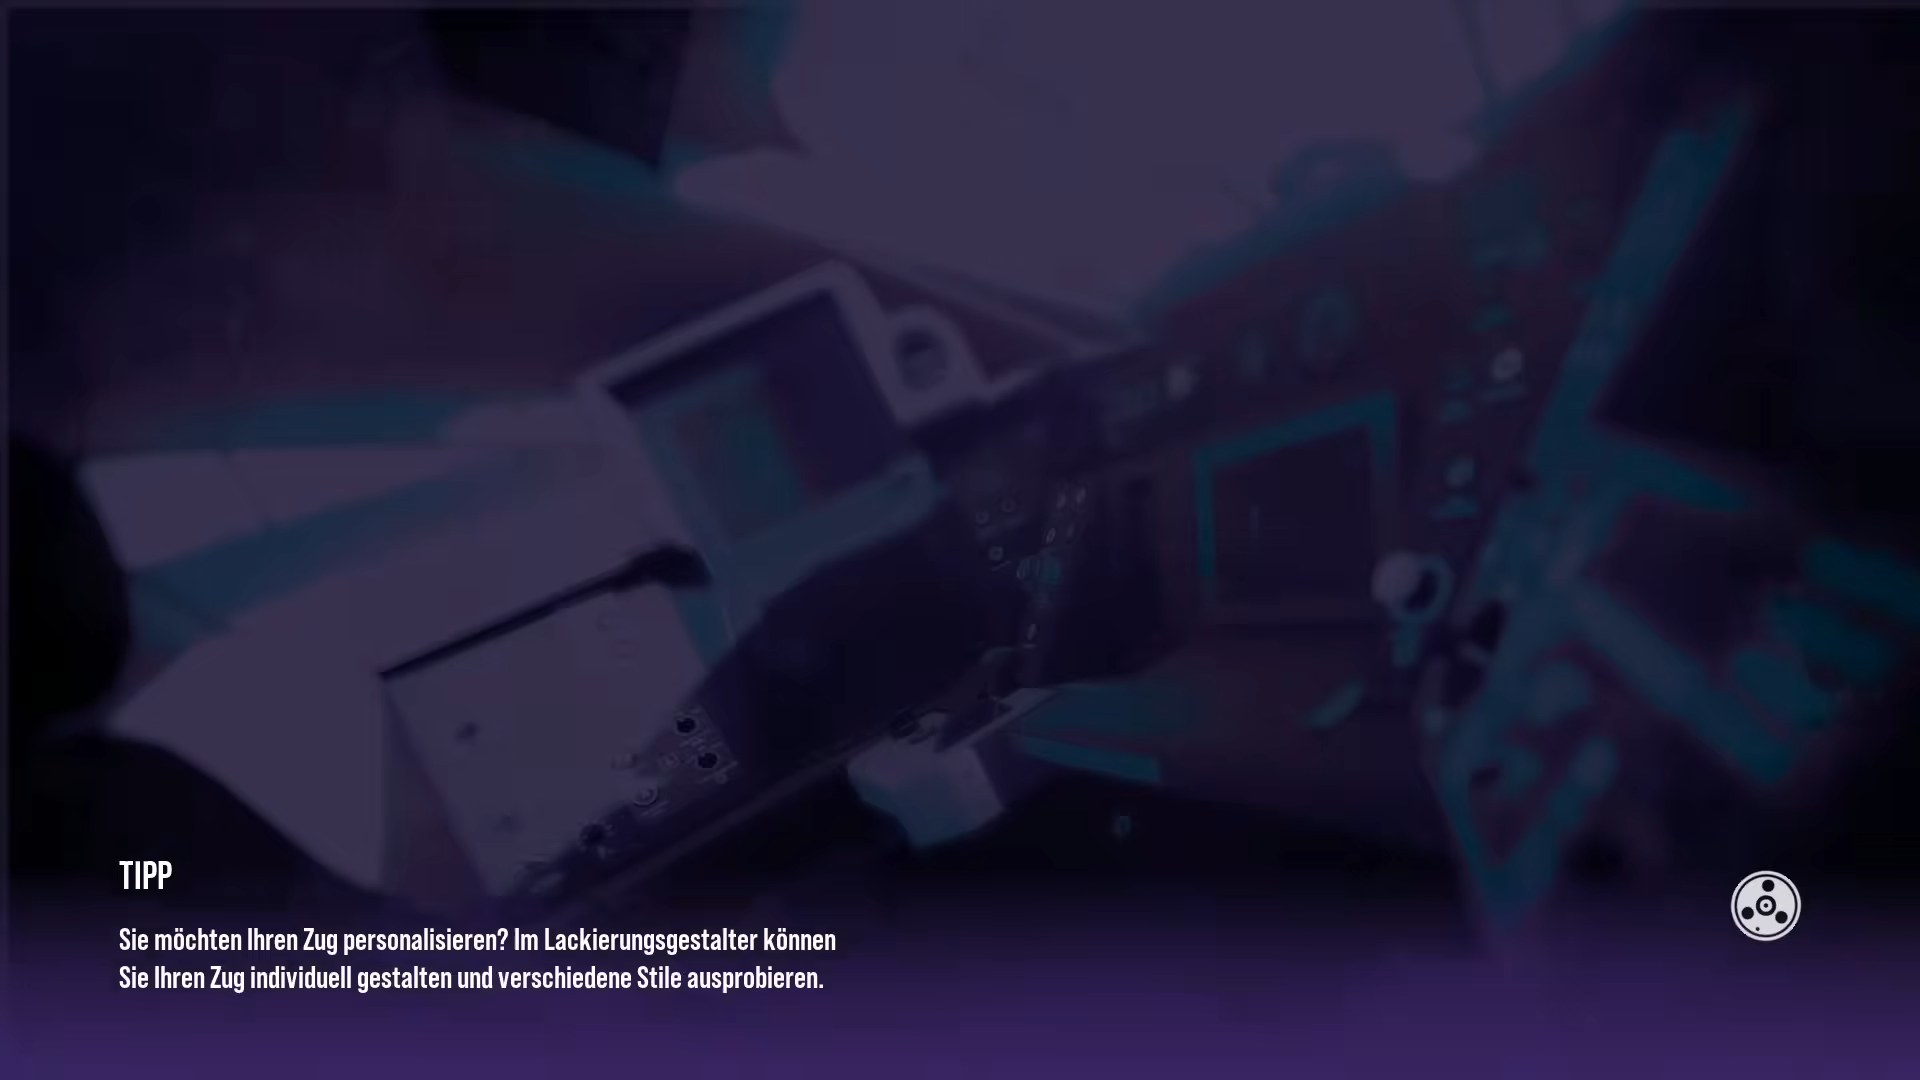 TIPP
Sie möchten Ihren Zug personalisieren? Im Lackierungsgestalter können
Sie Ihren Zug individuell gestalten und verschiedene Stile ausprobieren.